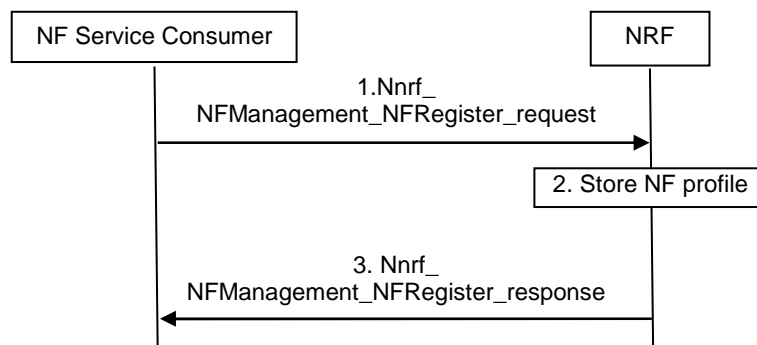 NF Service Consumer
NRF
1.Nnrf_
NFManagement_NFRegister_request
2. Store NF profile
3. Nnrf_
NFManagement_NFRegister_response